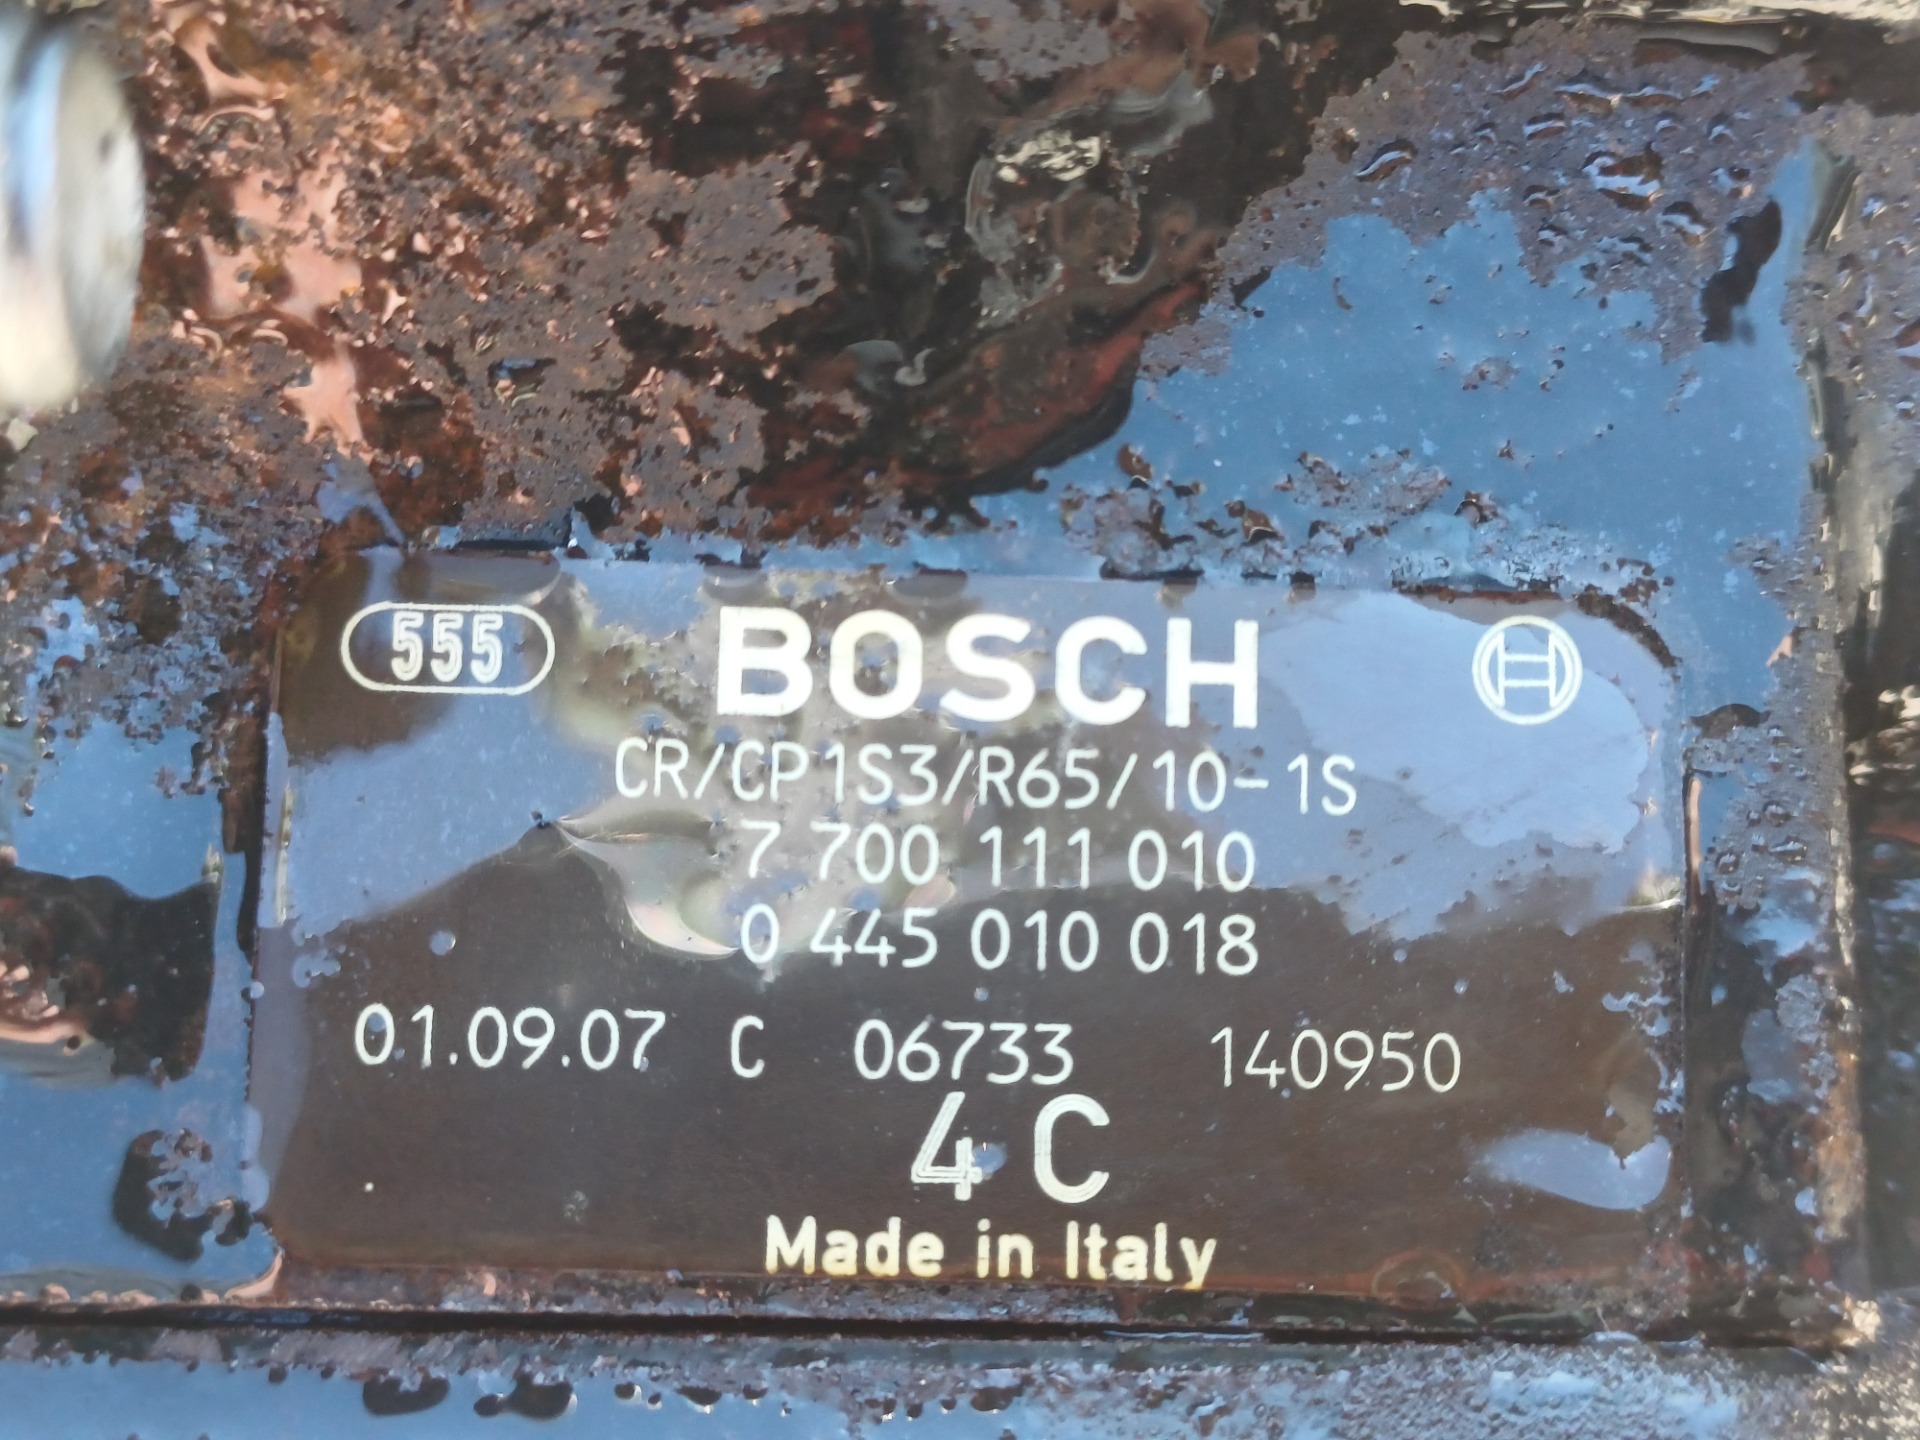 555 BOSCH
CR/CP1S3/R65/10-1S
7 700 111 010
0 445 010 018
01.09.07 C 06733 140950
4 C
Made in Italy